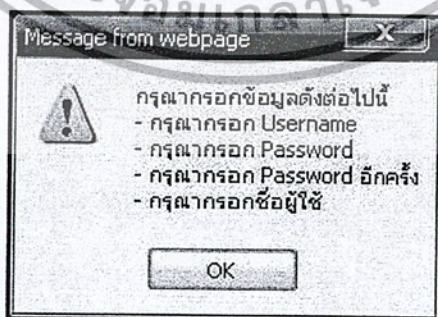 Message from webpage
X
กรุณากรอกข้อมูลดังต่อไปนี้
- กรุณากรอก Username
- กรุณากรอก Password
- กรุณากรอก Password อีกครั้ง
- กรุณากรอกชื่อผู้ใช้
OK